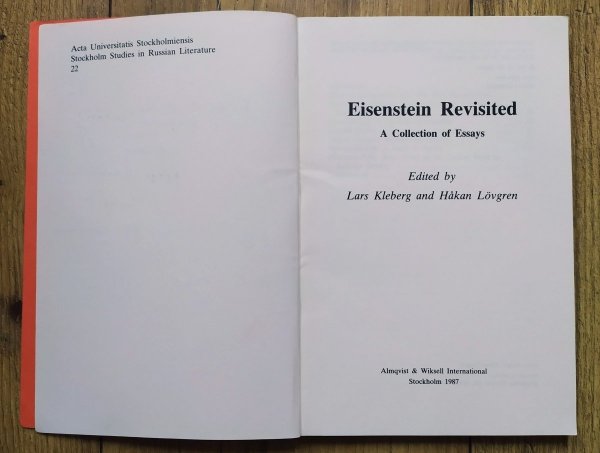 Acta Universitatis Stockholmiensis
Stockholm Studies in Russian Literature
22
Eisenstein Revisited
A Collection of Essays
Edited by
Lars Kleberg and Håkan Lövgren
Almqvist & Wiksell International
Stockholm 1987